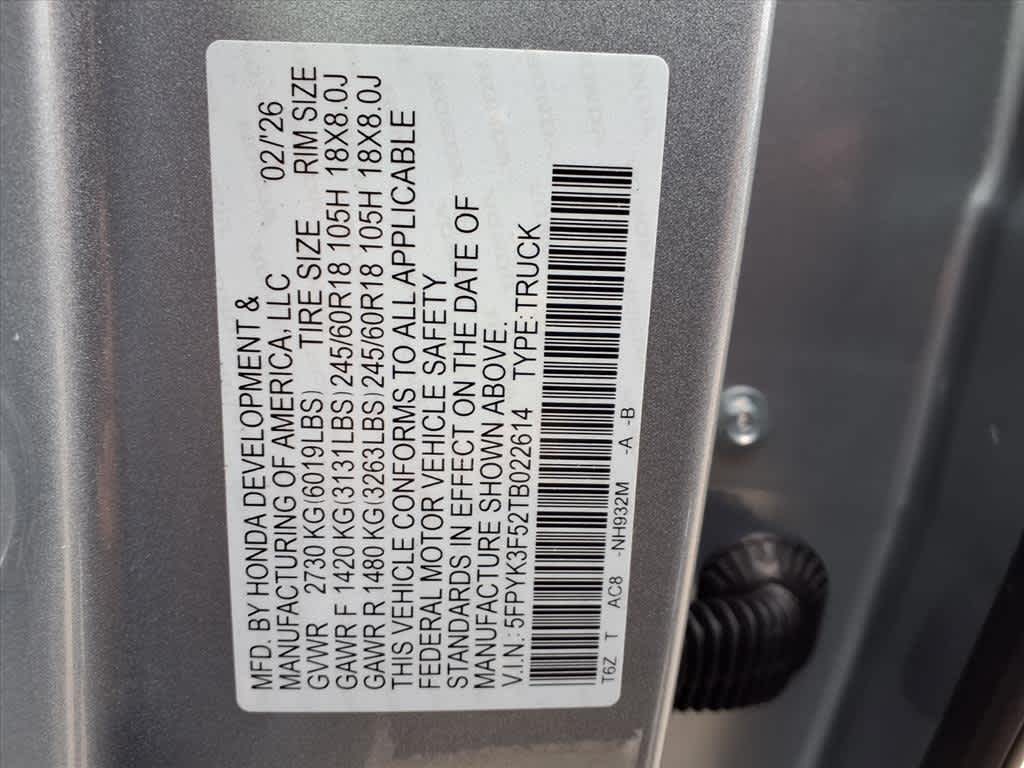 MFD. BY HONDA DEVELOPMENT & 02/'26
MANUFACTURING OF AMERICA, LLC
GVWR 2730 KG(6019LBS) TIRE SIZE RIM SIZE
GAWR F 1420 KG(3131LBS) 245/60R18 105H 18X8.0J
GAWR R 1480 KG(3263LBS) 245/60R18 105H 18X8.0J
THIS VEHICLE CONFORMS TO ALL APPLICABLE
FEDERAL MOTOR VEHICLE SAFETY
STANDARDS IN EFFECT ON THE DATE OF
MANUFACTURE SHOWN ABOVE.
V.I.N.: 5FPYK3F52TB022614 TYPE:TRUCK
T6Z T AC8 -NH932M -A -B